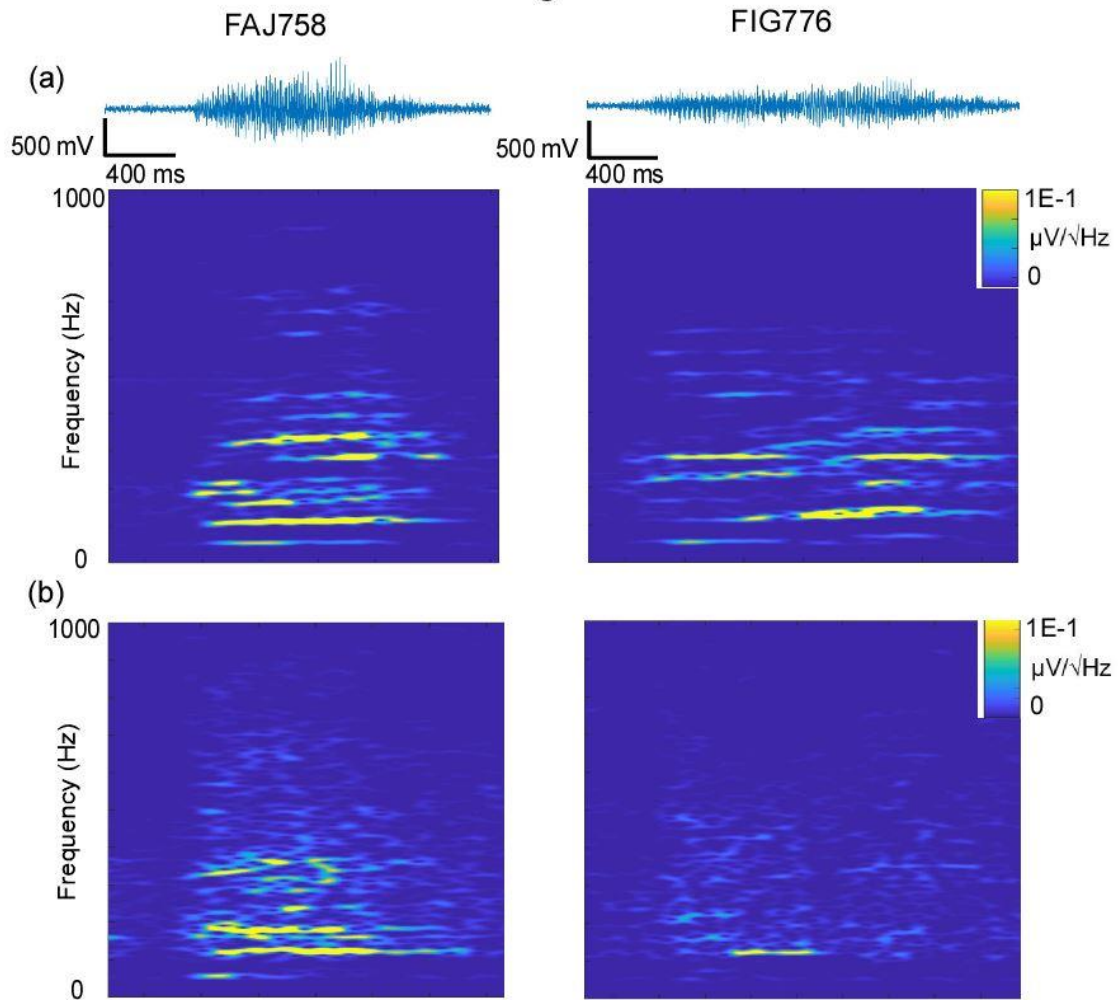 FAJ758 FIG776
(a)
500 mV 500 mV
400 ms 400 ms
1000 1E-1
µV/√Hz
0
Frequency (Hz)
0
(b)
1000 1E-1
µV/√Hz
0
Frequency (Hz)
0